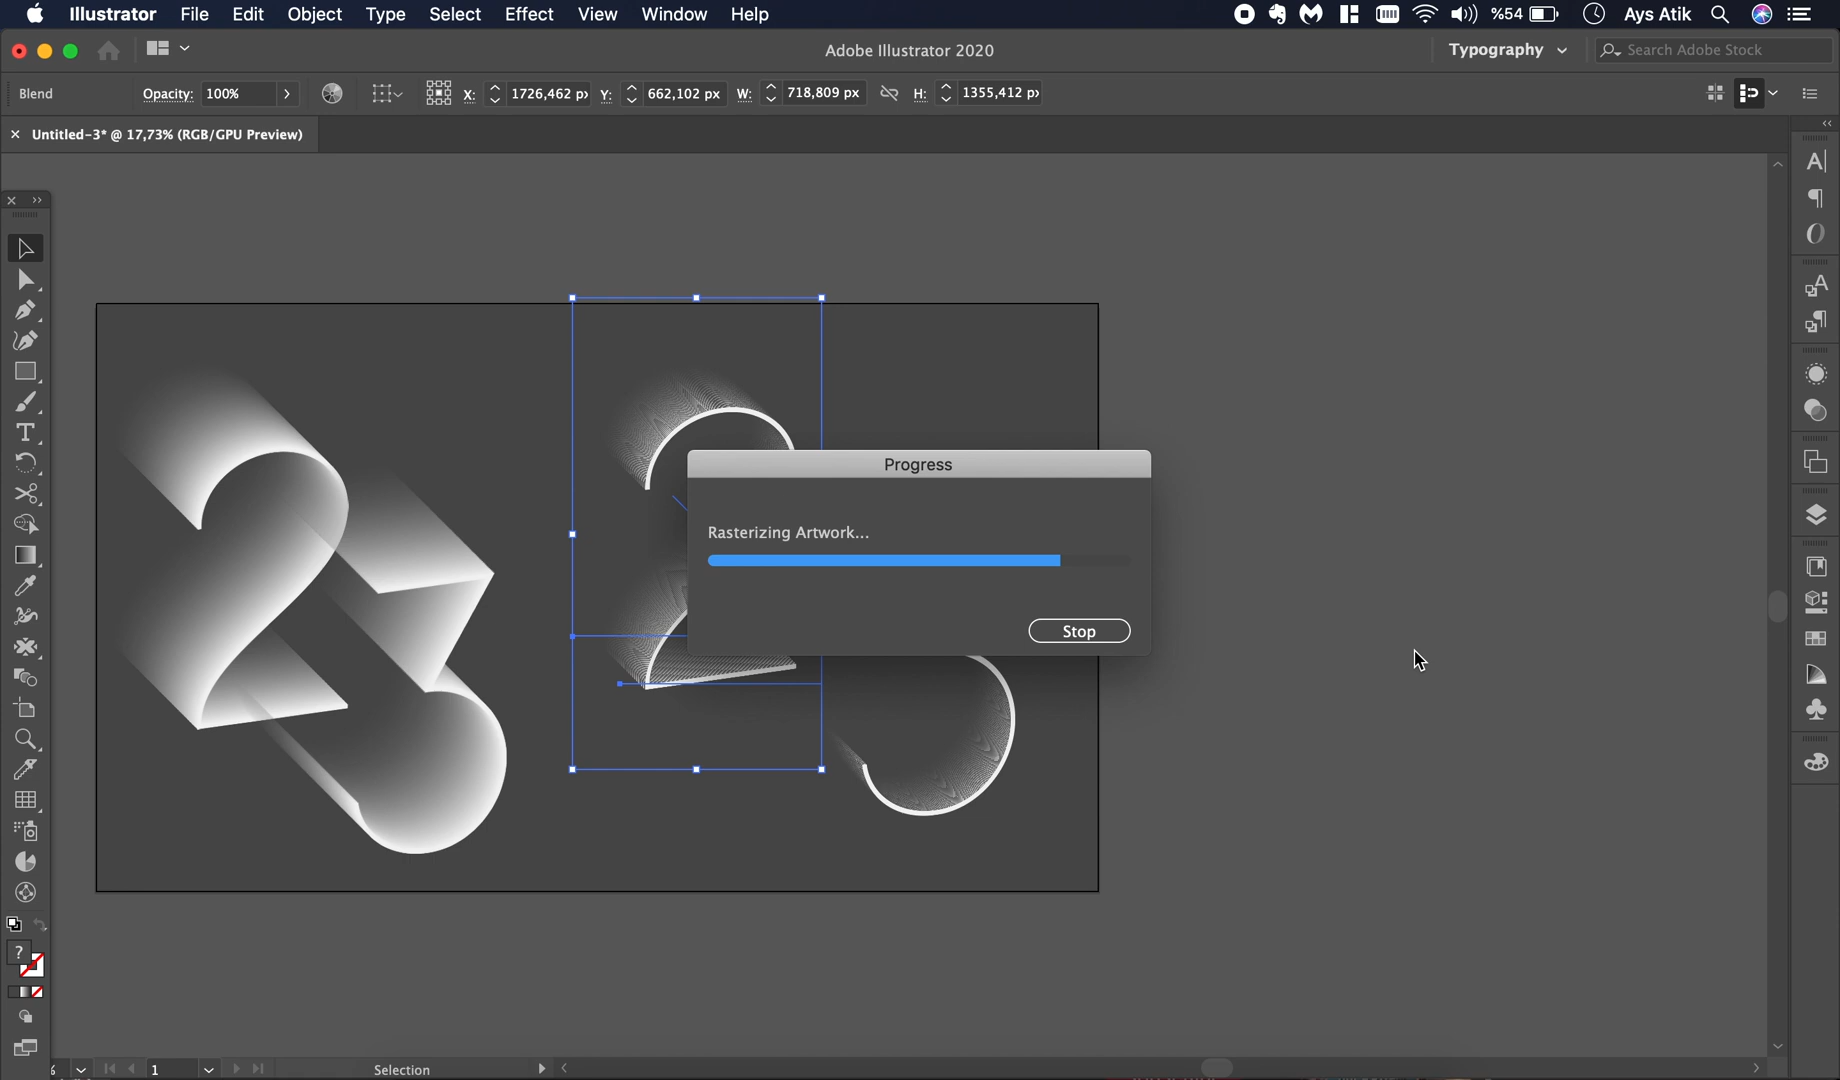 Illustrator File Edit Object Type Select Effect View Window Help %54 Ays Atik
Adobe Illustrator 2020 Typography Search Adobe Stock
Blend Opacity: 100% X: 1726,462 px Y: 662,102 px W: 718,809 px H: 1355,412 px
Untitled-3* @ 17,73% (RGB/GPU Preview)
Progress
Rasterizing Artwork...
Stop
?
1 Selection